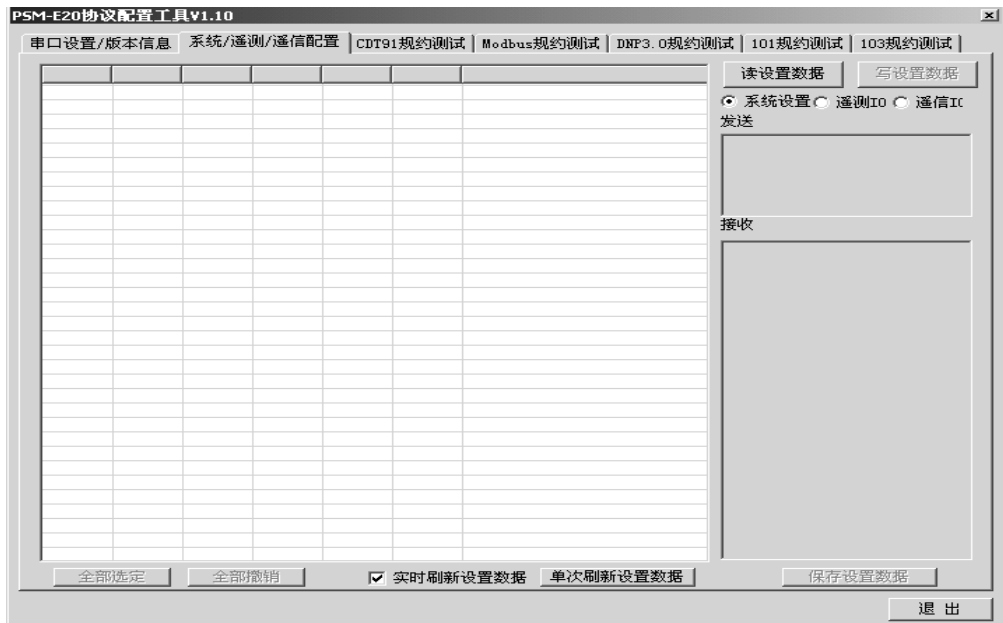 PSM-E20协议配置工具V1.10
串口设置/版本信息 系统/遥测/遥信配置 CDT91规约测试 Modbus规约测试 DNP3.0规约测试 101规约测试 103规约测试
读设置数据 写设置数据
系统设置 遥测IO 遥信IO
发送
接收
全部选定 全部撤销 实时刷新设置数据 单次刷新设置数据 保存设置数据
退 出